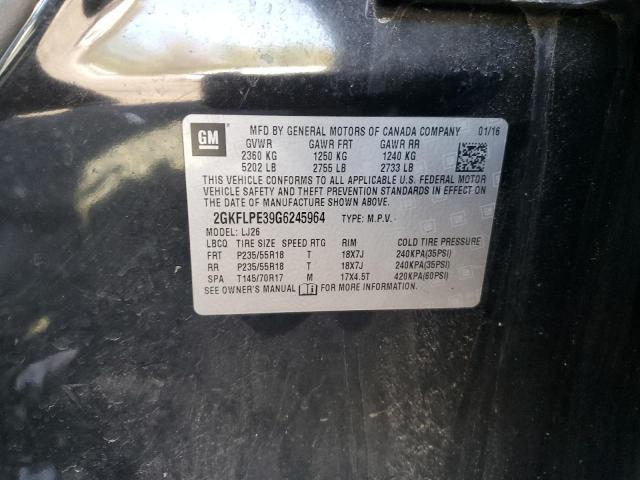 GM MFD BY GENERAL MOTORS OF CANADA COMPANY 01/16
GVWR GAWR FRT GAWR RR
2360 KG 1250 KG 1240 KG
5202 LB 2755 LB 2733 LB
THIS VEHICLE CONFORMS TO ALL APPLICABLE U.S. FEDERAL MOTOR
VEHICLE SAFETY AND THEFT PREVENTION STANDARDS IN EFFECT ON
THE DATE OF MANUFACTURE SHOWN ABOVE.
2GKFLPE39G6245964 TYPE: M.P.V.
MODEL: LJ26
LBCQ TIRE SIZE SPEED RTG RIM COLD TIRE PRESSURE
FRT P235/55R18 T 18X7J 240KPA(35PSI)
RR P235/55R18 T 18X7J 240KPA(35PSI)
SPA T145/70R17 M 17X4.5T 420KPA(60PSI)
SEE OWNER'S MANUAL FOR MORE INFORMATION.